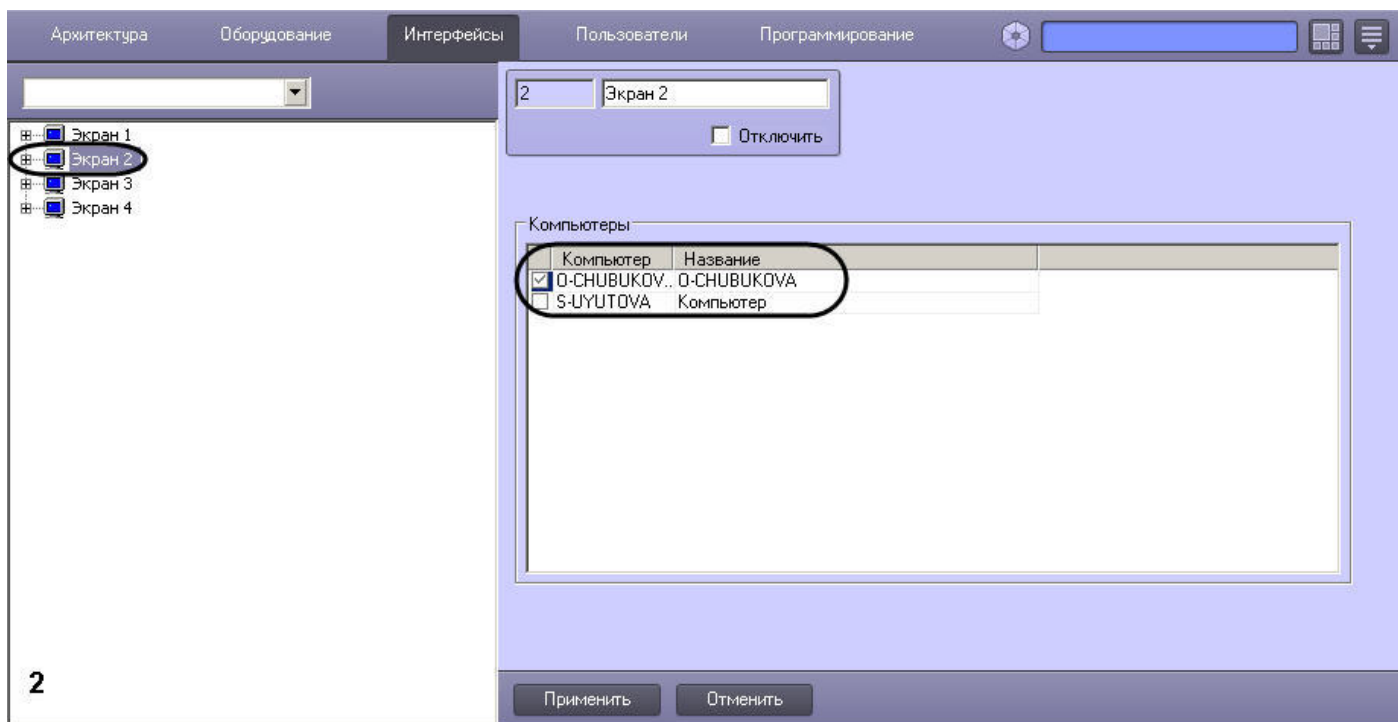 Архитектура Оборудование Интерфейсы Пользователи Программирование
2 Экран 2
Отключить
Экран 1
Экран 2
Экран 3
Экран 4
Компьютеры
Компьютер Название
O-CHUBUKOV... O-CHUBUKOVA
S-UYUTOVA Компьютер
2
Применить Отменить